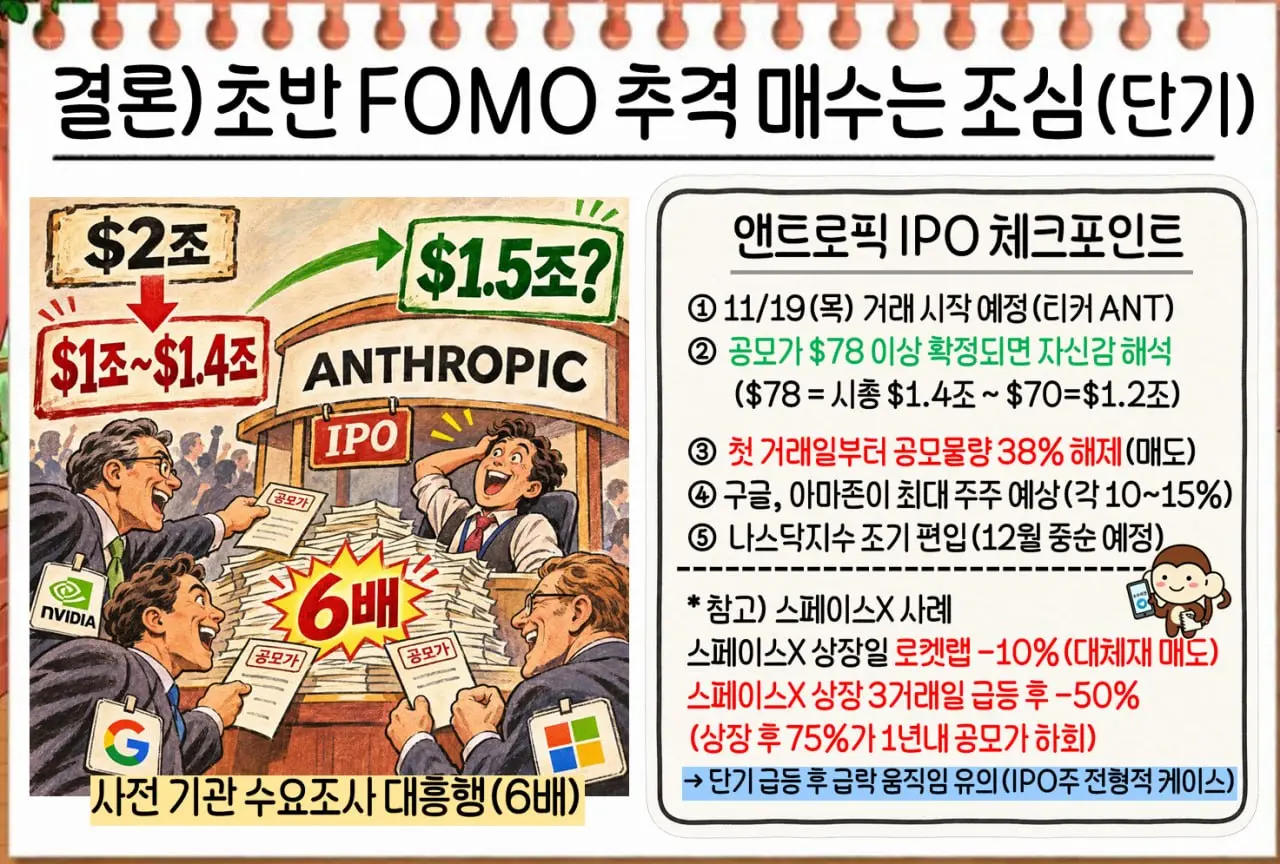 결론) 초반 FOMO 추격 매수는 조심 (단기)
$2조
$1.5조?
$1조~$1.4조
ANTHROPIC
IPO
공모가
6배
NVIDIA
공모가
공모가
G
사전 기관 수요조사 대흥행 (6배)
앤트로픽 IPO 체크포인트
① 11/19 (목) 거래 시작 예정 (티커 ANT)
② 공모가 $78 이상 확정되면 자신감 해석
($78 = 시총 $1.4조 ~ $70=$1.2조)
③ 첫 거래일부터 공모물량 38% 해제 (매도)
④ 구글, 아마존이 최대 주주 예상 (각 10~15%)
⑤ 나스닥지수 조기 편입 (12월 중순 예정)
* 참고) 스페이스X 사례
스페이스X 상장일 로켓랩 -10% (대체재 매도)
스페이스X 상장 3거래일 급등 후 -50%
(상장 후 75%가 1년내 공모가 하회)
→ 단기 급등 후 급락 움직임 유의 (IPO주 전형적 케이스)